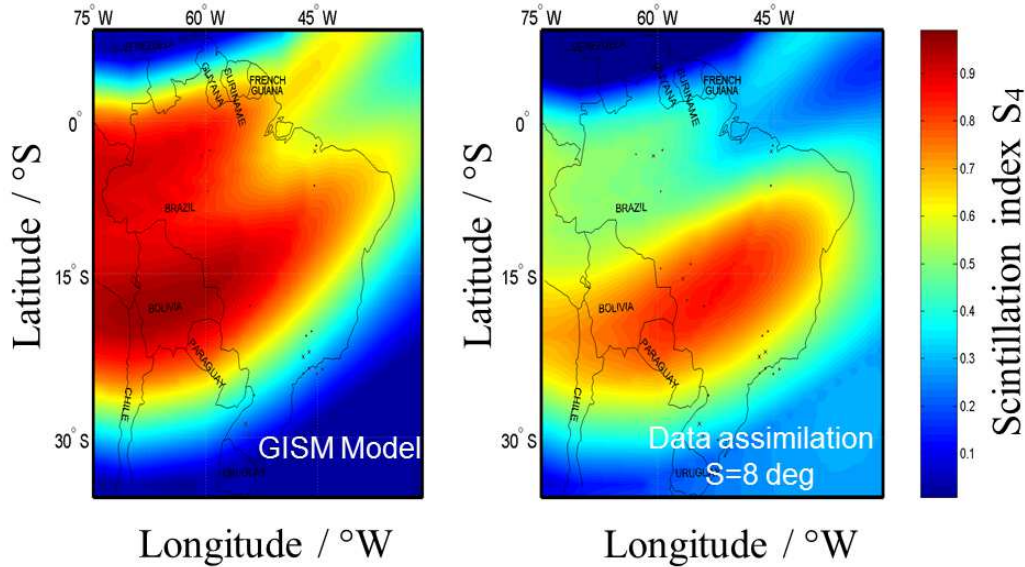 75° W 60° W 45° W
75° W 60° W 45° W
VENEZUELA
GUYANA
SURINAME
FRENCH
GUIANA
GUYANA
SURINAME
FRENCH
GUIANA
0°
0°
BRAZIL
BRAZIL
15° S
15° S
BOLIVIA
BOLIVIA
PARAGUAY
PARAGUAY
CHILE
CHILE
30° S
30° S
GISM Model
Data assimilation
S=8 deg
URUGUAY
Latitude / °S
Latitude / °S
Longitude / °W
Longitude / °W
0.9
0.8
0.7
0.6
0.5
0.4
0.3
0.2
0.1
Scintillation index S₄